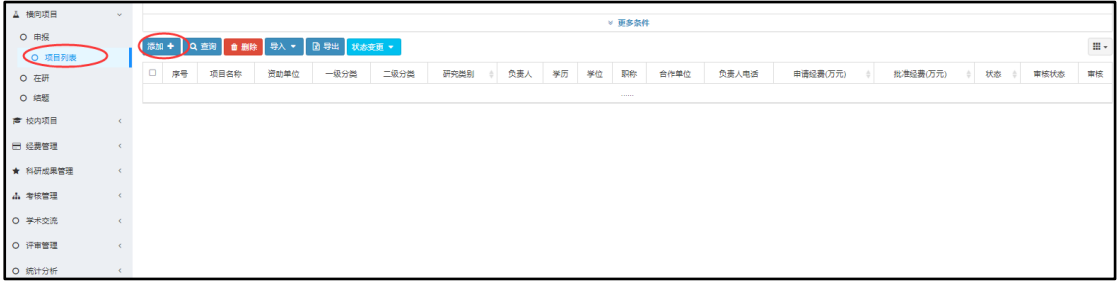 横向项目
更多条件
申报
添加 + 查询 删除 导入 导出 状态变更
项目列表
序号 项目名称 资助单位 一级分类 二级分类 研究类别 负责人 学历 学位 职称 合作单位 负责人电话 申请经费(万元) 批准经费(万元) 状态 审核状态 审核
在研
......
结题
校内项目
经费管理
科研成果管理
考核管理
学术交流
评审管理
统计分析